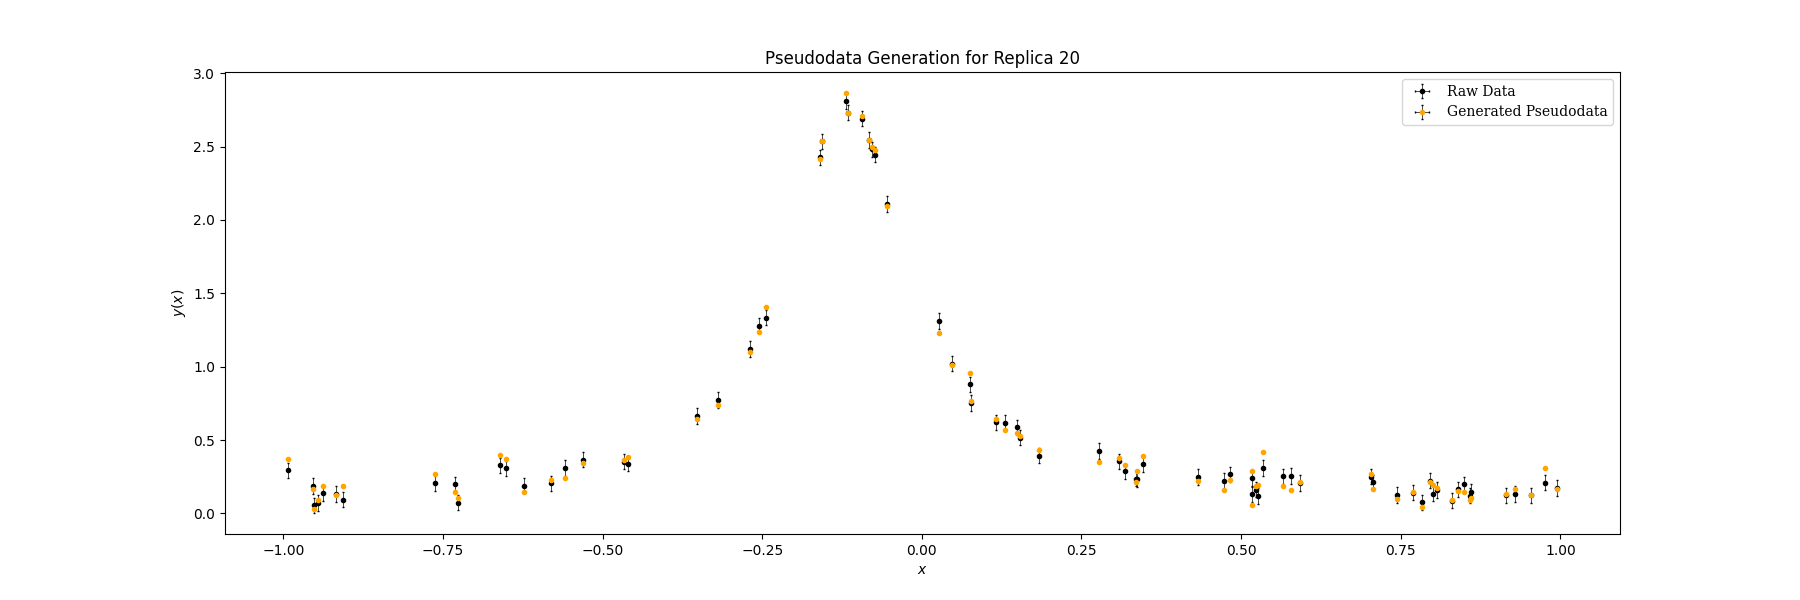 Pseudodata Generation for Replica 20
3.0
2.5
2.0
1.5
1.0
0.5
0.0
y(x)
Raw Data
Generated Pseudodata
−1.00 −0.75 −0.50 −0.25 0.00 0.25 0.50 0.75 1.00
x